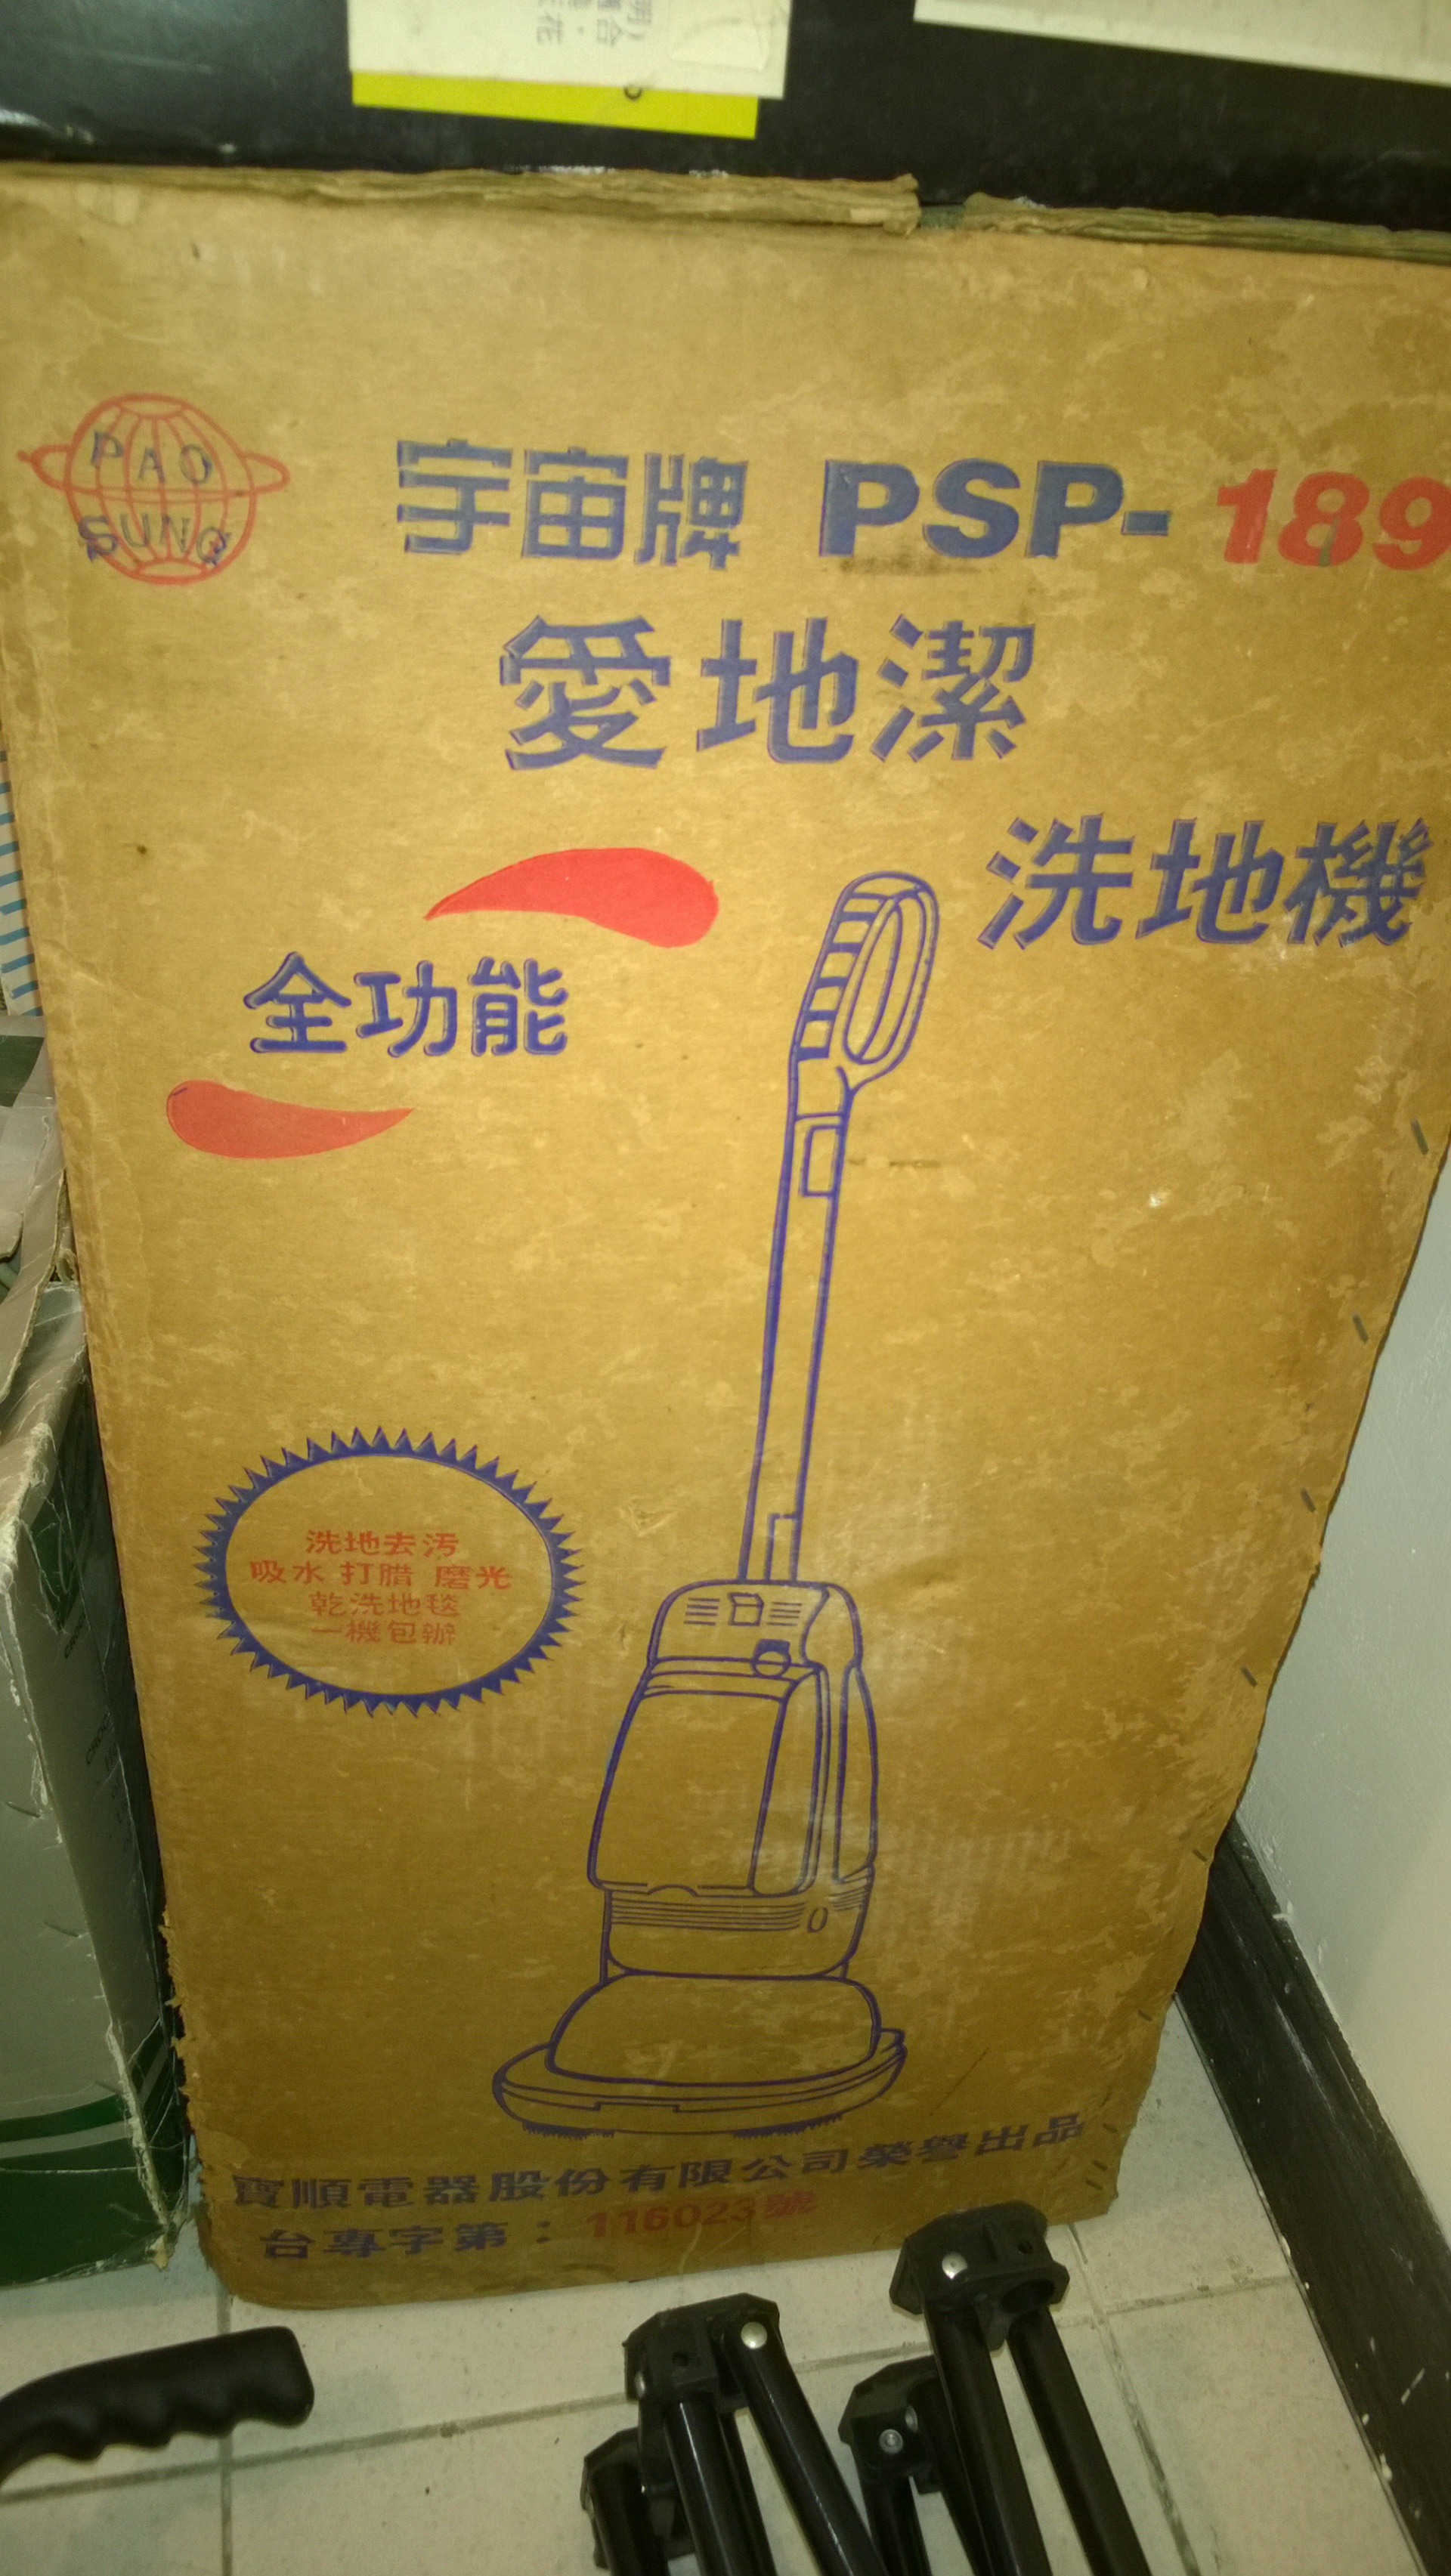 PAO
SUNG
宇宙牌 PSP-189
愛地潔
洗地機
全功能
洗地去污
吸水 打腊 磨光
乾洗地毯
一機包辦
寶順電器股份有限公司榮譽出品
台專字第：116023號